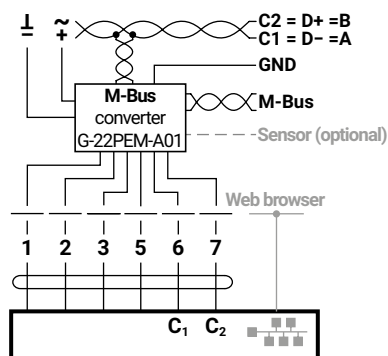 ⊥ ~ C2 = D+ =B
+ C1 = D− =A
GND
M-Bus
converter
G-22PEM-A01
M-Bus
Sensor (optional)
Web browser
1 2 3 5 6 7
C₁ C₂